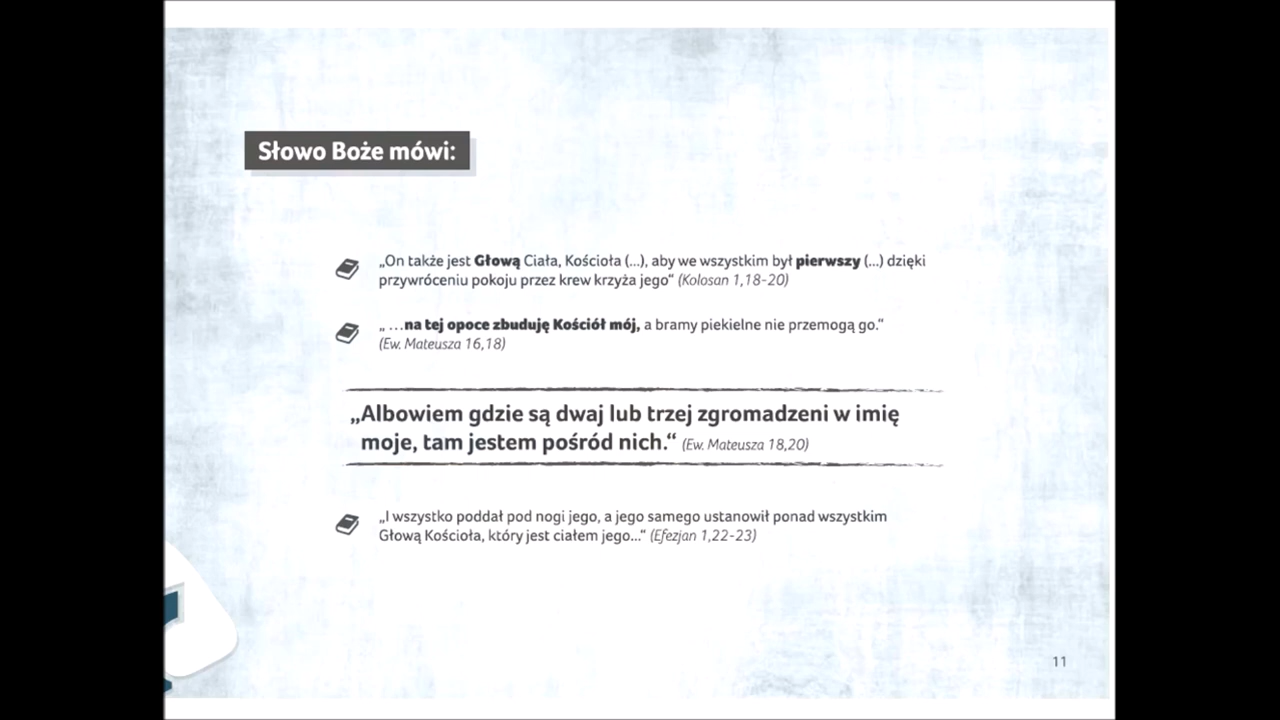 Słowo Boże mówi:
„On także jest Głową Ciała, Kościoła (...), aby we wszystkim był pierwszy (...) dzięki
przywróceniu pokoju przez krew krzyża jego“ (Kolosan 1,18-20)
„ ...na tej opoce zbuduję Kościół mój, a bramy piekielne nie przemogą go.“
(Ew. Mateusza 16,18)
„Albowiem gdzie są dwaj lub trzej zgromadzeni w imię
moje, tam jestem pośród nich.“ (Ew. Mateusza 18,20)
„I wszystko poddał pod nogi jego, a jego samego ustanowił ponad wszystkim
Głową Kościoła, który jest ciałem jego...“ (Efezjan 1,22-23)
11